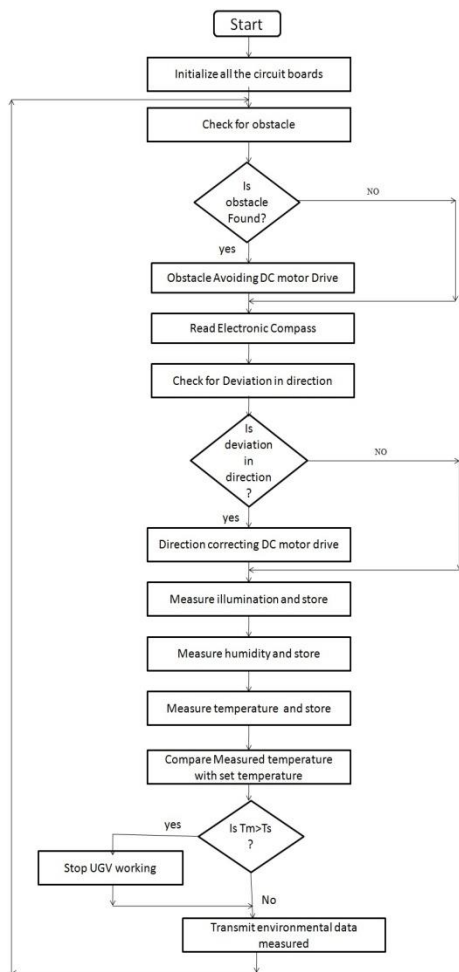 Start
Initialize all the circuit boards
Check for obstacle
Is
obstacle
Found?
NO
yes
Obstacle Avoiding DC motor Drive
Read Electronic Compass
Check for Deviation in direction
Is
deviation
in
direction
?
NO
yes
Direction correcting DC motor drive
Measure illumination and store
Measure humidity and store
Measure temperature and store
Compare Measured temperature
with set temperature
yes
Is Tm>Ts
?
Stop UGV working
No
Transmit environmental data
measured